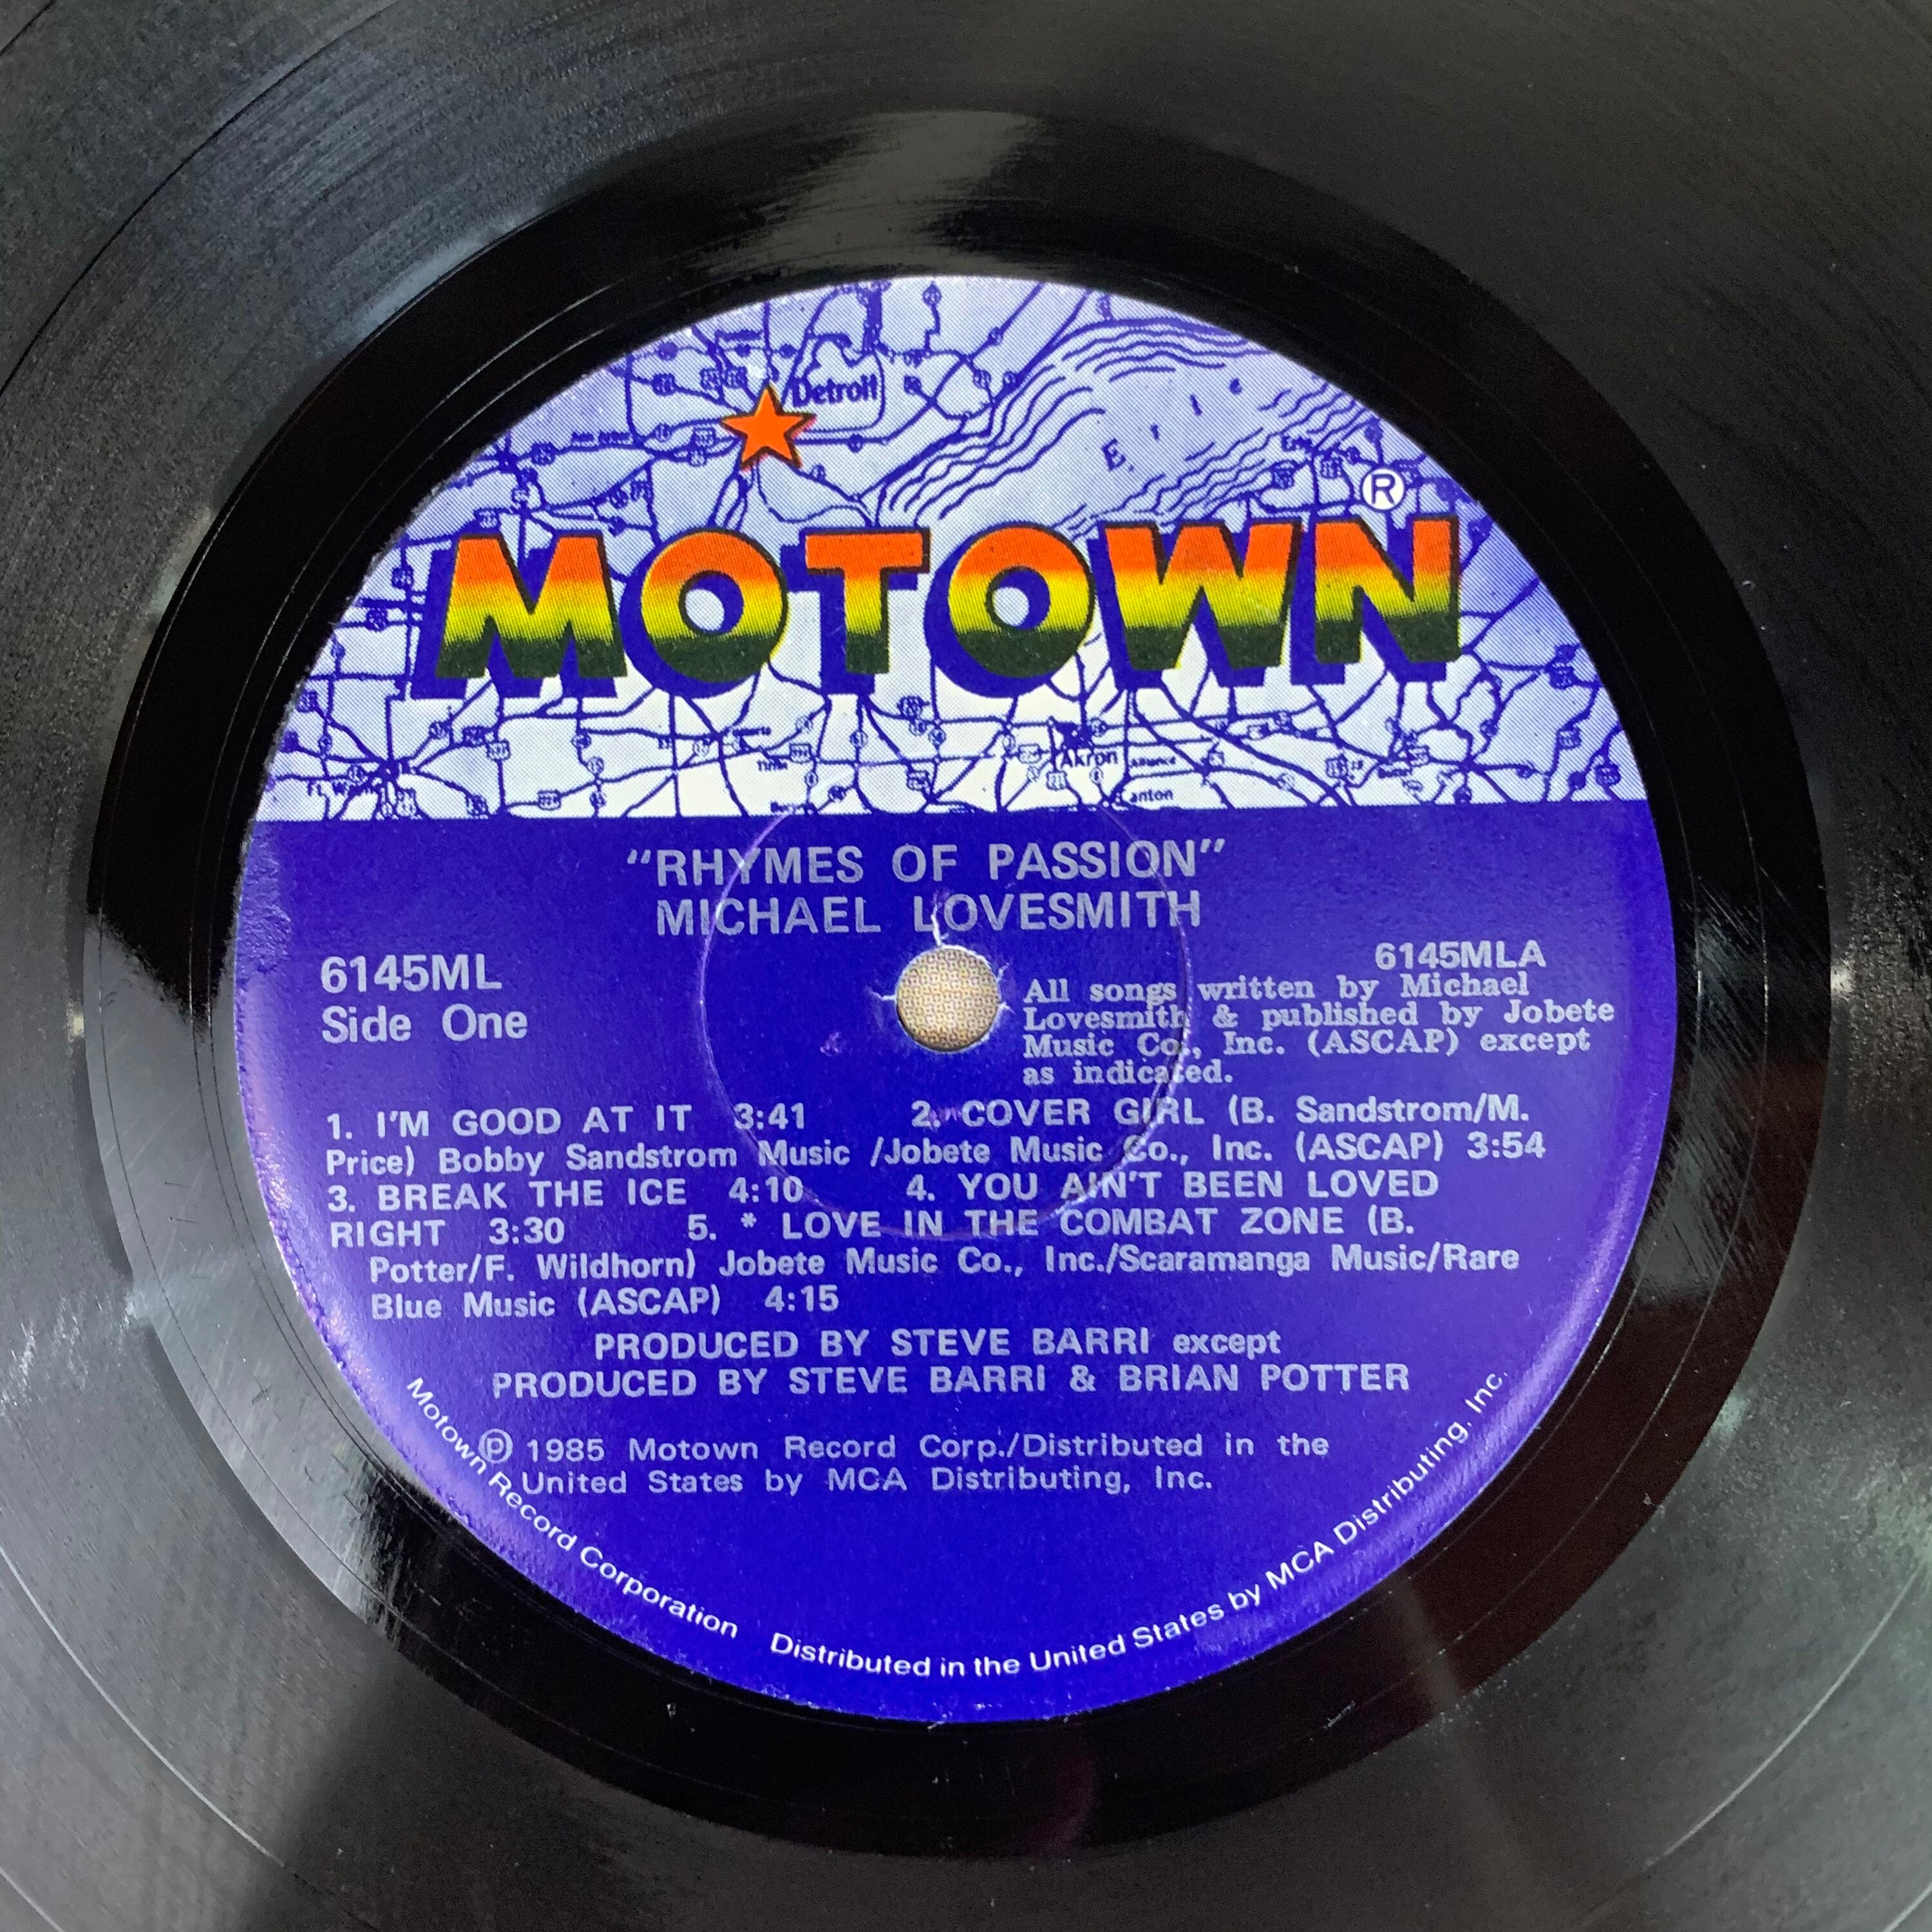 Detroit
E r i e
Erie
®
MOTOWN
Akron
Alliance
Ft. Wayne
Canton
"RHYMES OF PASSION"
MICHAEL LOVESMITH
6145ML
Side One
6145MLA
All songs written by Michael
Lovesmith & published by Jobete
Music Co., Inc. (ASCAP) except
as indicated.
1. I'M GOOD AT IT 3:41 2. COVER GIRL (B. Sandstrom/M.
Price) Bobby Sandstrom Music /Jobete Music Co., Inc. (ASCAP) 3:54
3. BREAK THE ICE 4:10 4. YOU AIN'T BEEN LOVED
RIGHT 3:30 5. * LOVE IN THE COMBAT ZONE (B.
Potter/F. Wildhorn) Jobete Music Co., Inc./Scaramanga Music/Rare
Blue Music (ASCAP) 4:15
PRODUCED BY STEVE BARRI except
PRODUCED BY STEVE BARRI & BRIAN POTTER
℗ 1985 Motown Record Corp./Distributed in the
United States by MCA Distributing, Inc.
Motown Record Corporation Distributed in the United States by MCA Distributing, Inc.